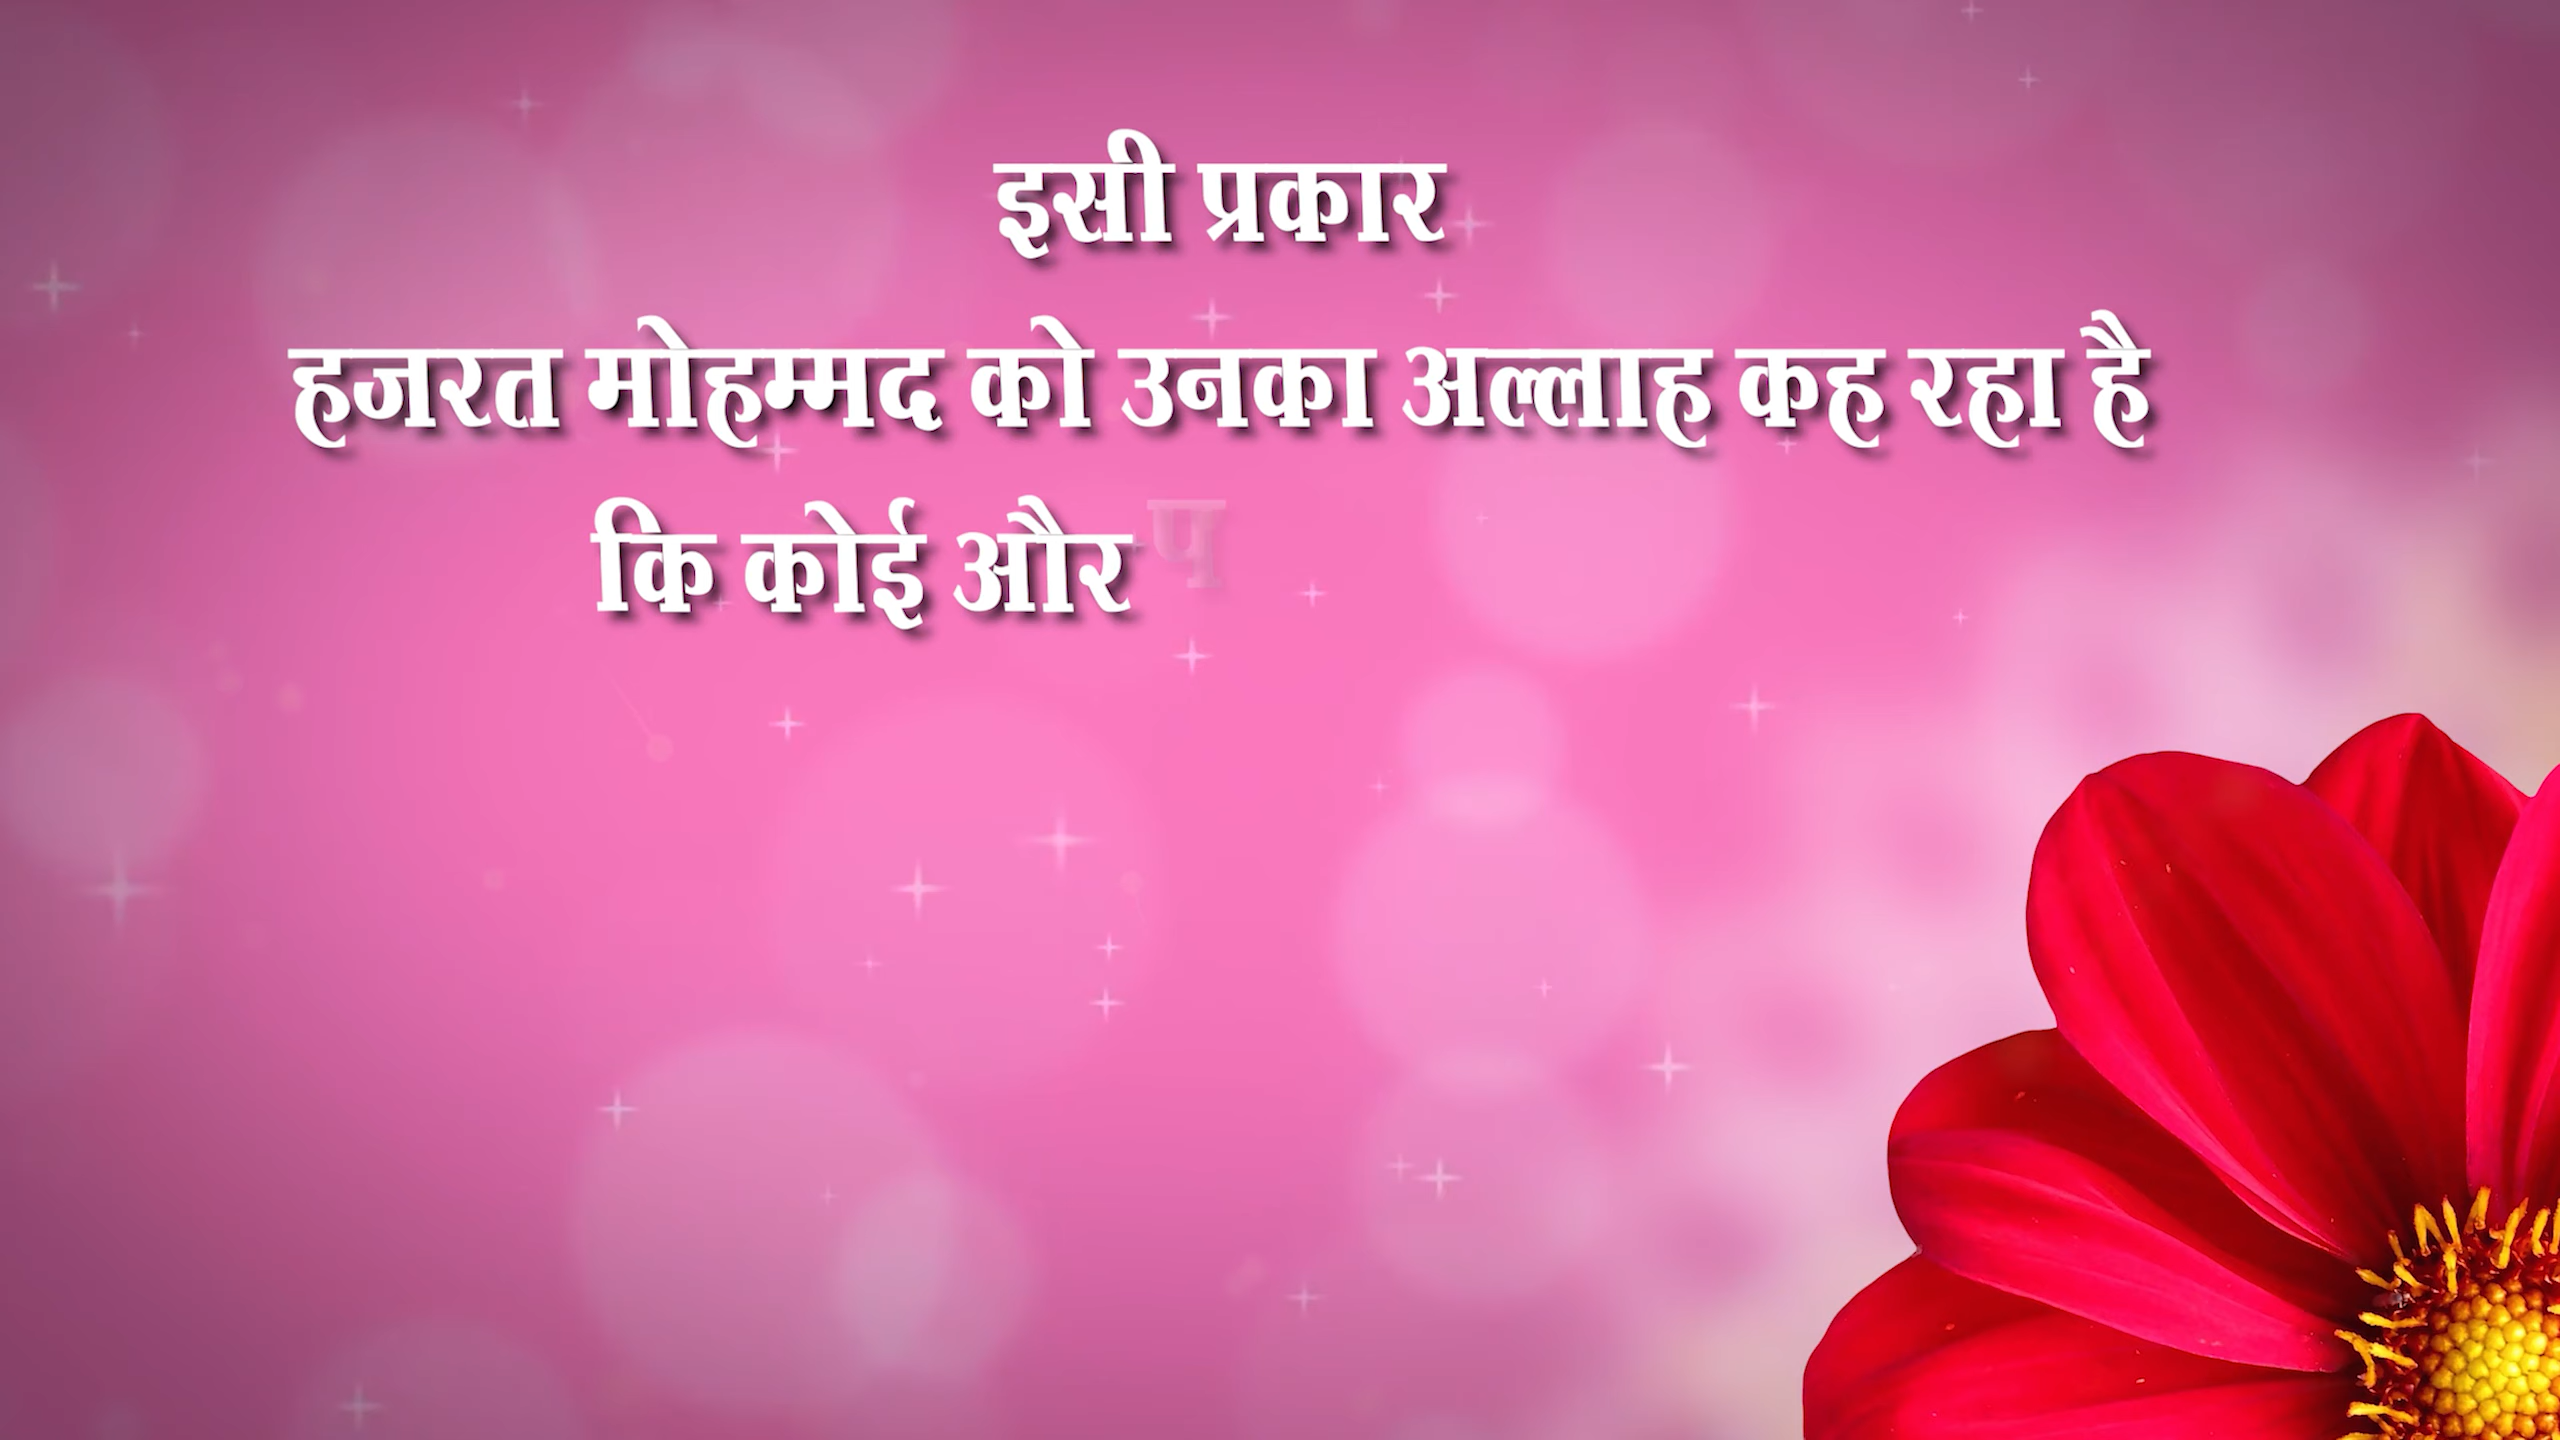 इसी प्रकार
हजरत मोहम्मद को उनका अल्लाह कह रहा है
कि कोई और प